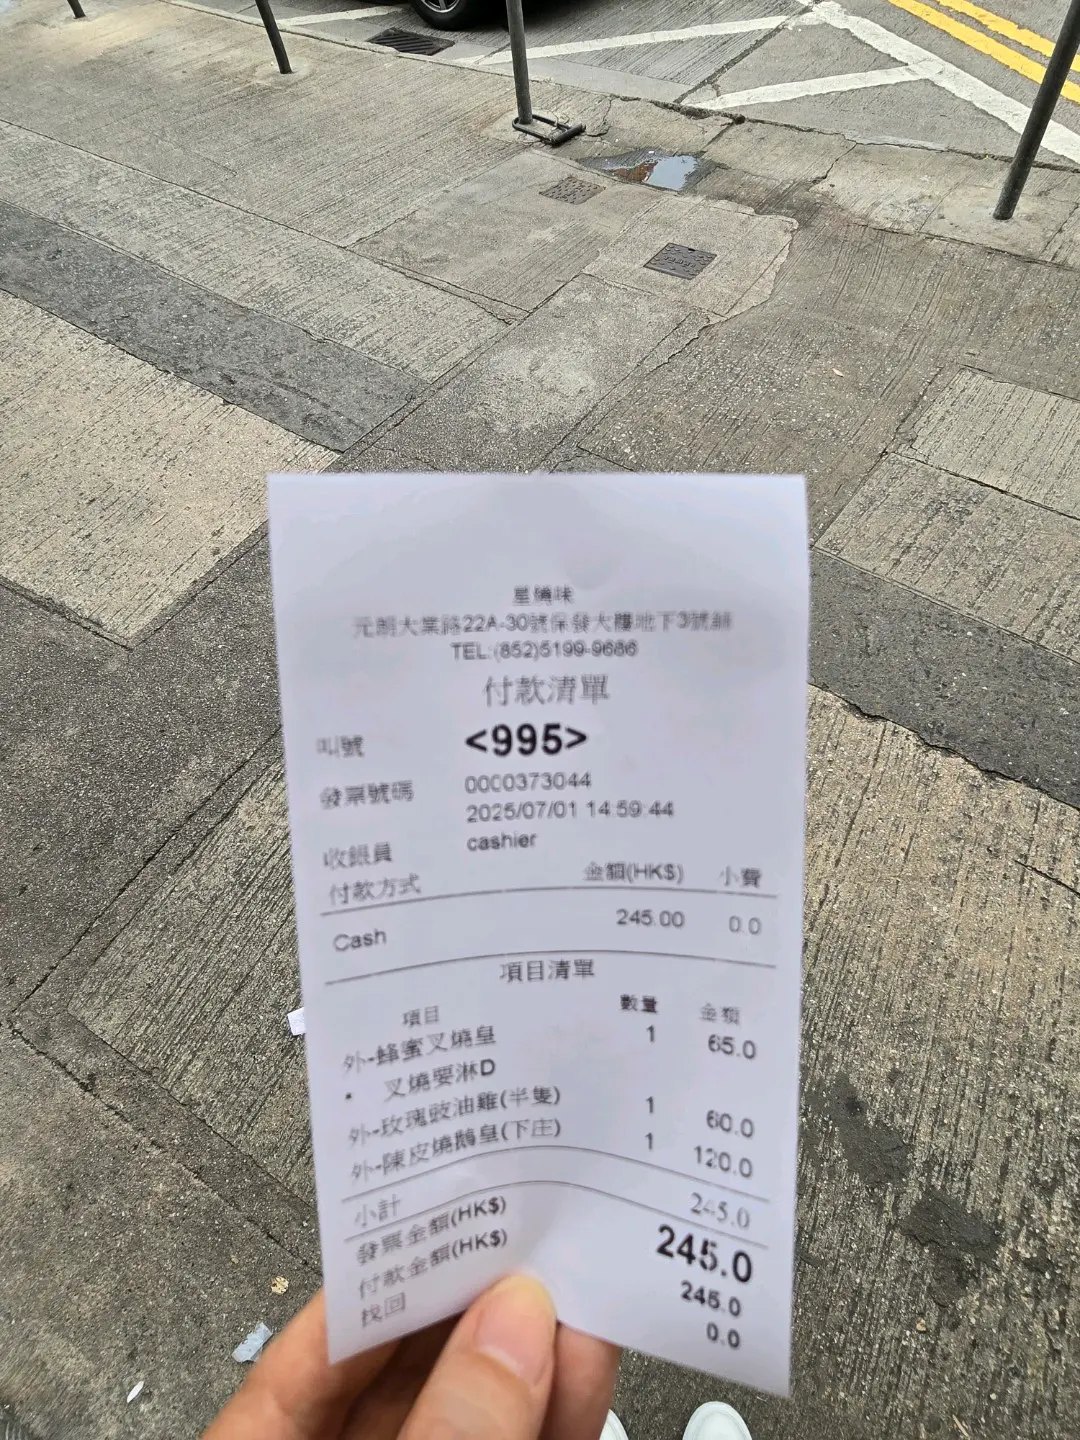 星燒味
元朗大業路22A-30號保發大樓地下3號舖
TEL:(852)5199-9686
付款清單
叫號 <995>
發票號碼 0000373044
2025/07/01 14:59:44
收銀員 cashier
付款方式 金額(HK$) 小費
Cash 245.00 0.0
項目清單
項目 數量 金額
外-蜂蜜叉燒皇 1 65.0
• 叉燒要淋D
外-玫瑰豉油雞(半隻) 1 60.0
外-陳皮燒鵝皇(下庄) 1 120.0
小計 245.0
發票金額(HK$) 245.0
付款金額(HK$) 245.0
找回 0.0